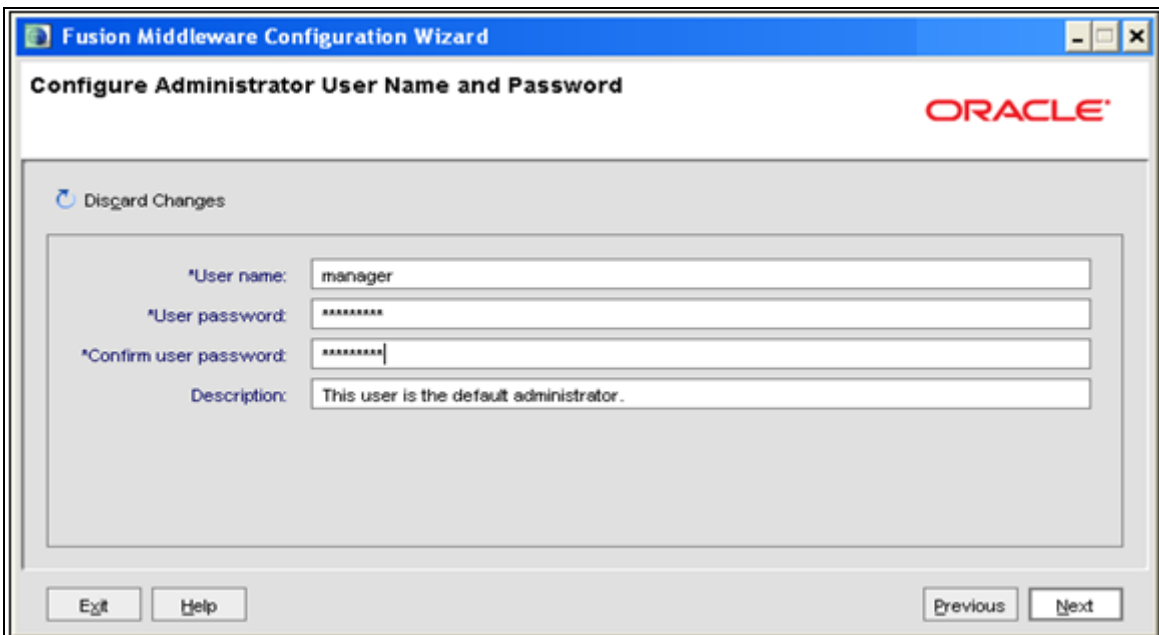 Fusion Middleware Configuration Wizard
Configure Administrator User Name and Password
ORACLE
Discard Changes
*User name: manager
*User password: *********
*Confirm user password: *********
Description: This user is the default administrator.
Exit Help Previous Next